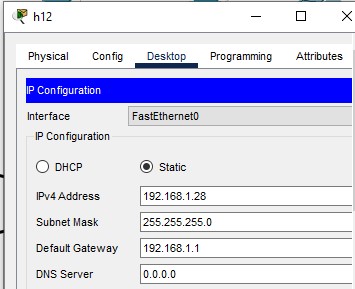 h12
Physical Config Desktop Programming Attributes
IP Configuration
Interface FastEthernet0
IP Configuration
DHCP Static
IPv4 Address 192.168.1.28
Subnet Mask 255.255.255.0
Default Gateway 192.168.1.1
DNS Server 0.0.0.0